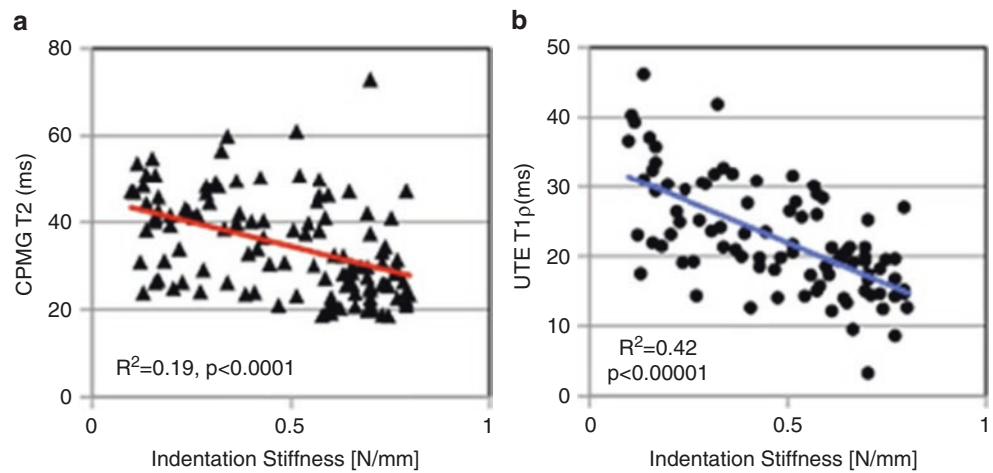 a
80
60
40
20
0
CPMG T2 (ms)
R²=0.19, p<0.0001
0
0.5
1
Indentation Stiffness [N/mm]
b
50
40
30
20
10
0
UTE T1ρ(ms)
R²=0.42
p<0.00001
0
0.5
1
Indentation Stiffness [N/mm]